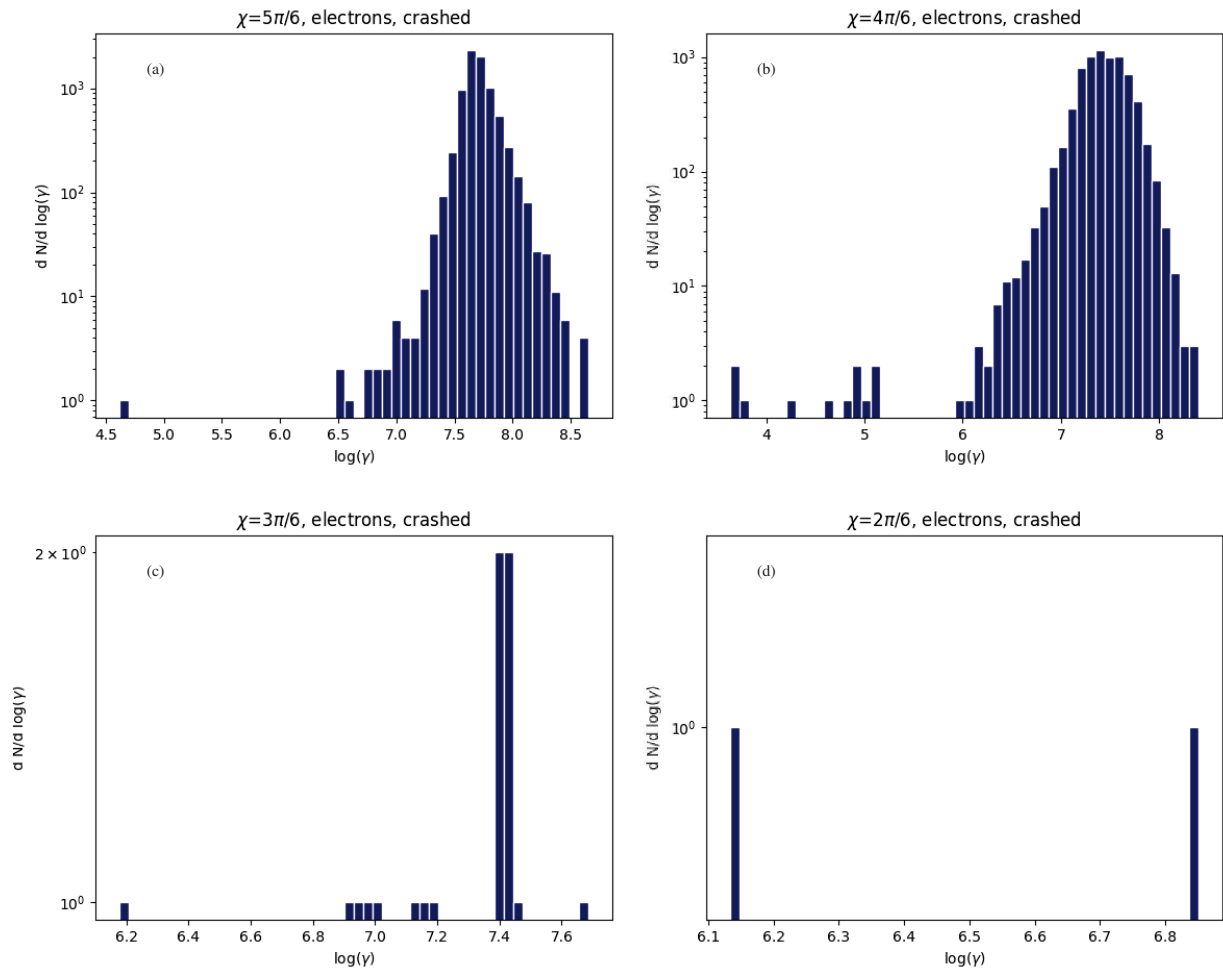 χ=5π/6, electrons, crashed
(a)
d N/d log(γ)
10³
10²
10¹
10⁰
4.5 5.0 5.5 6.0 6.5 7.0 7.5 8.0 8.5
log(γ)
χ=4π/6, electrons, crashed
(b)
d N/d log(γ)
10³
10²
10¹
10⁰
4 5 6 7 8
log(γ)
χ=3π/6, electrons, crashed
(c)
d N/d log(γ)
2 × 10⁰
10⁰
6.2 6.4 6.6 6.8 7.0 7.2 7.4 7.6
log(γ)
χ=2π/6, electrons, crashed
(d)
d N/d log(γ)
10⁰
6.1 6.2 6.3 6.4 6.5 6.6 6.7 6.8
log(γ)